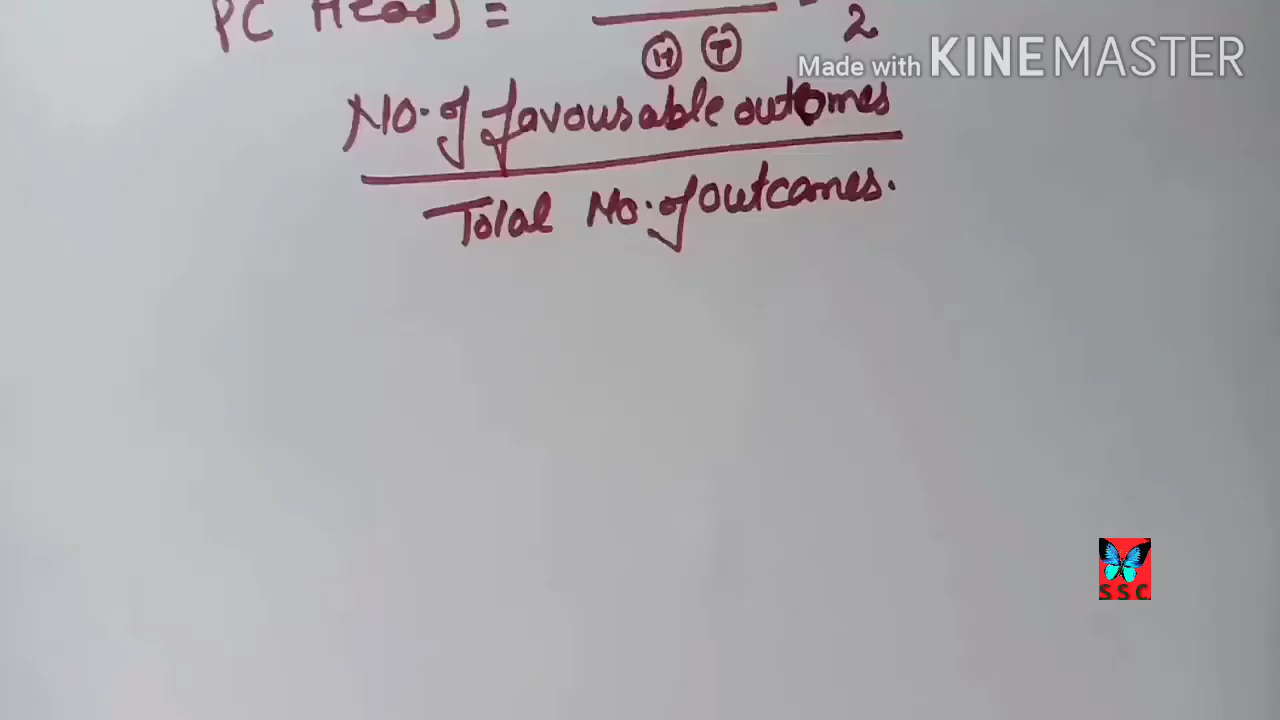 P( Head) =
2
H T
Made with KINEMASTER
No. of favourable outcomes
Total No. of outcomes.
SSC